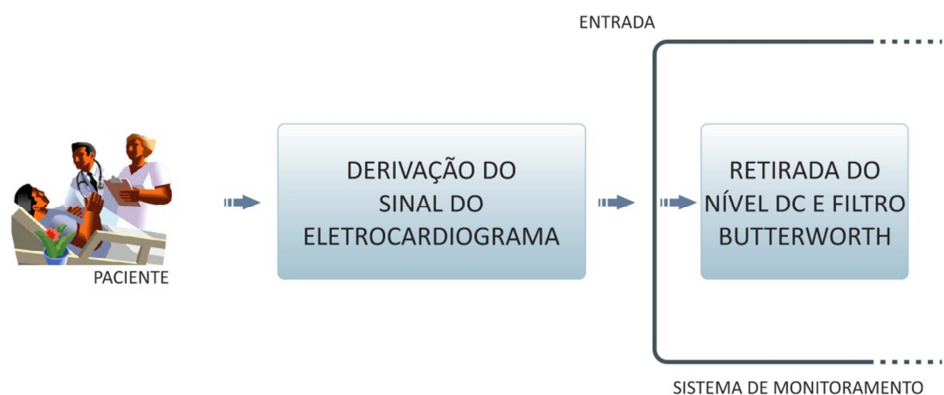 ENTRADA
PACIENTE
DERIVAÇÃO DO
SINAL DO
ELETROCARDIOGRAMA
RETIRADA DO
NÍVEL DC E FILTRO
BUTTERWORTH
SISTEMA DE MONITORAMENTO